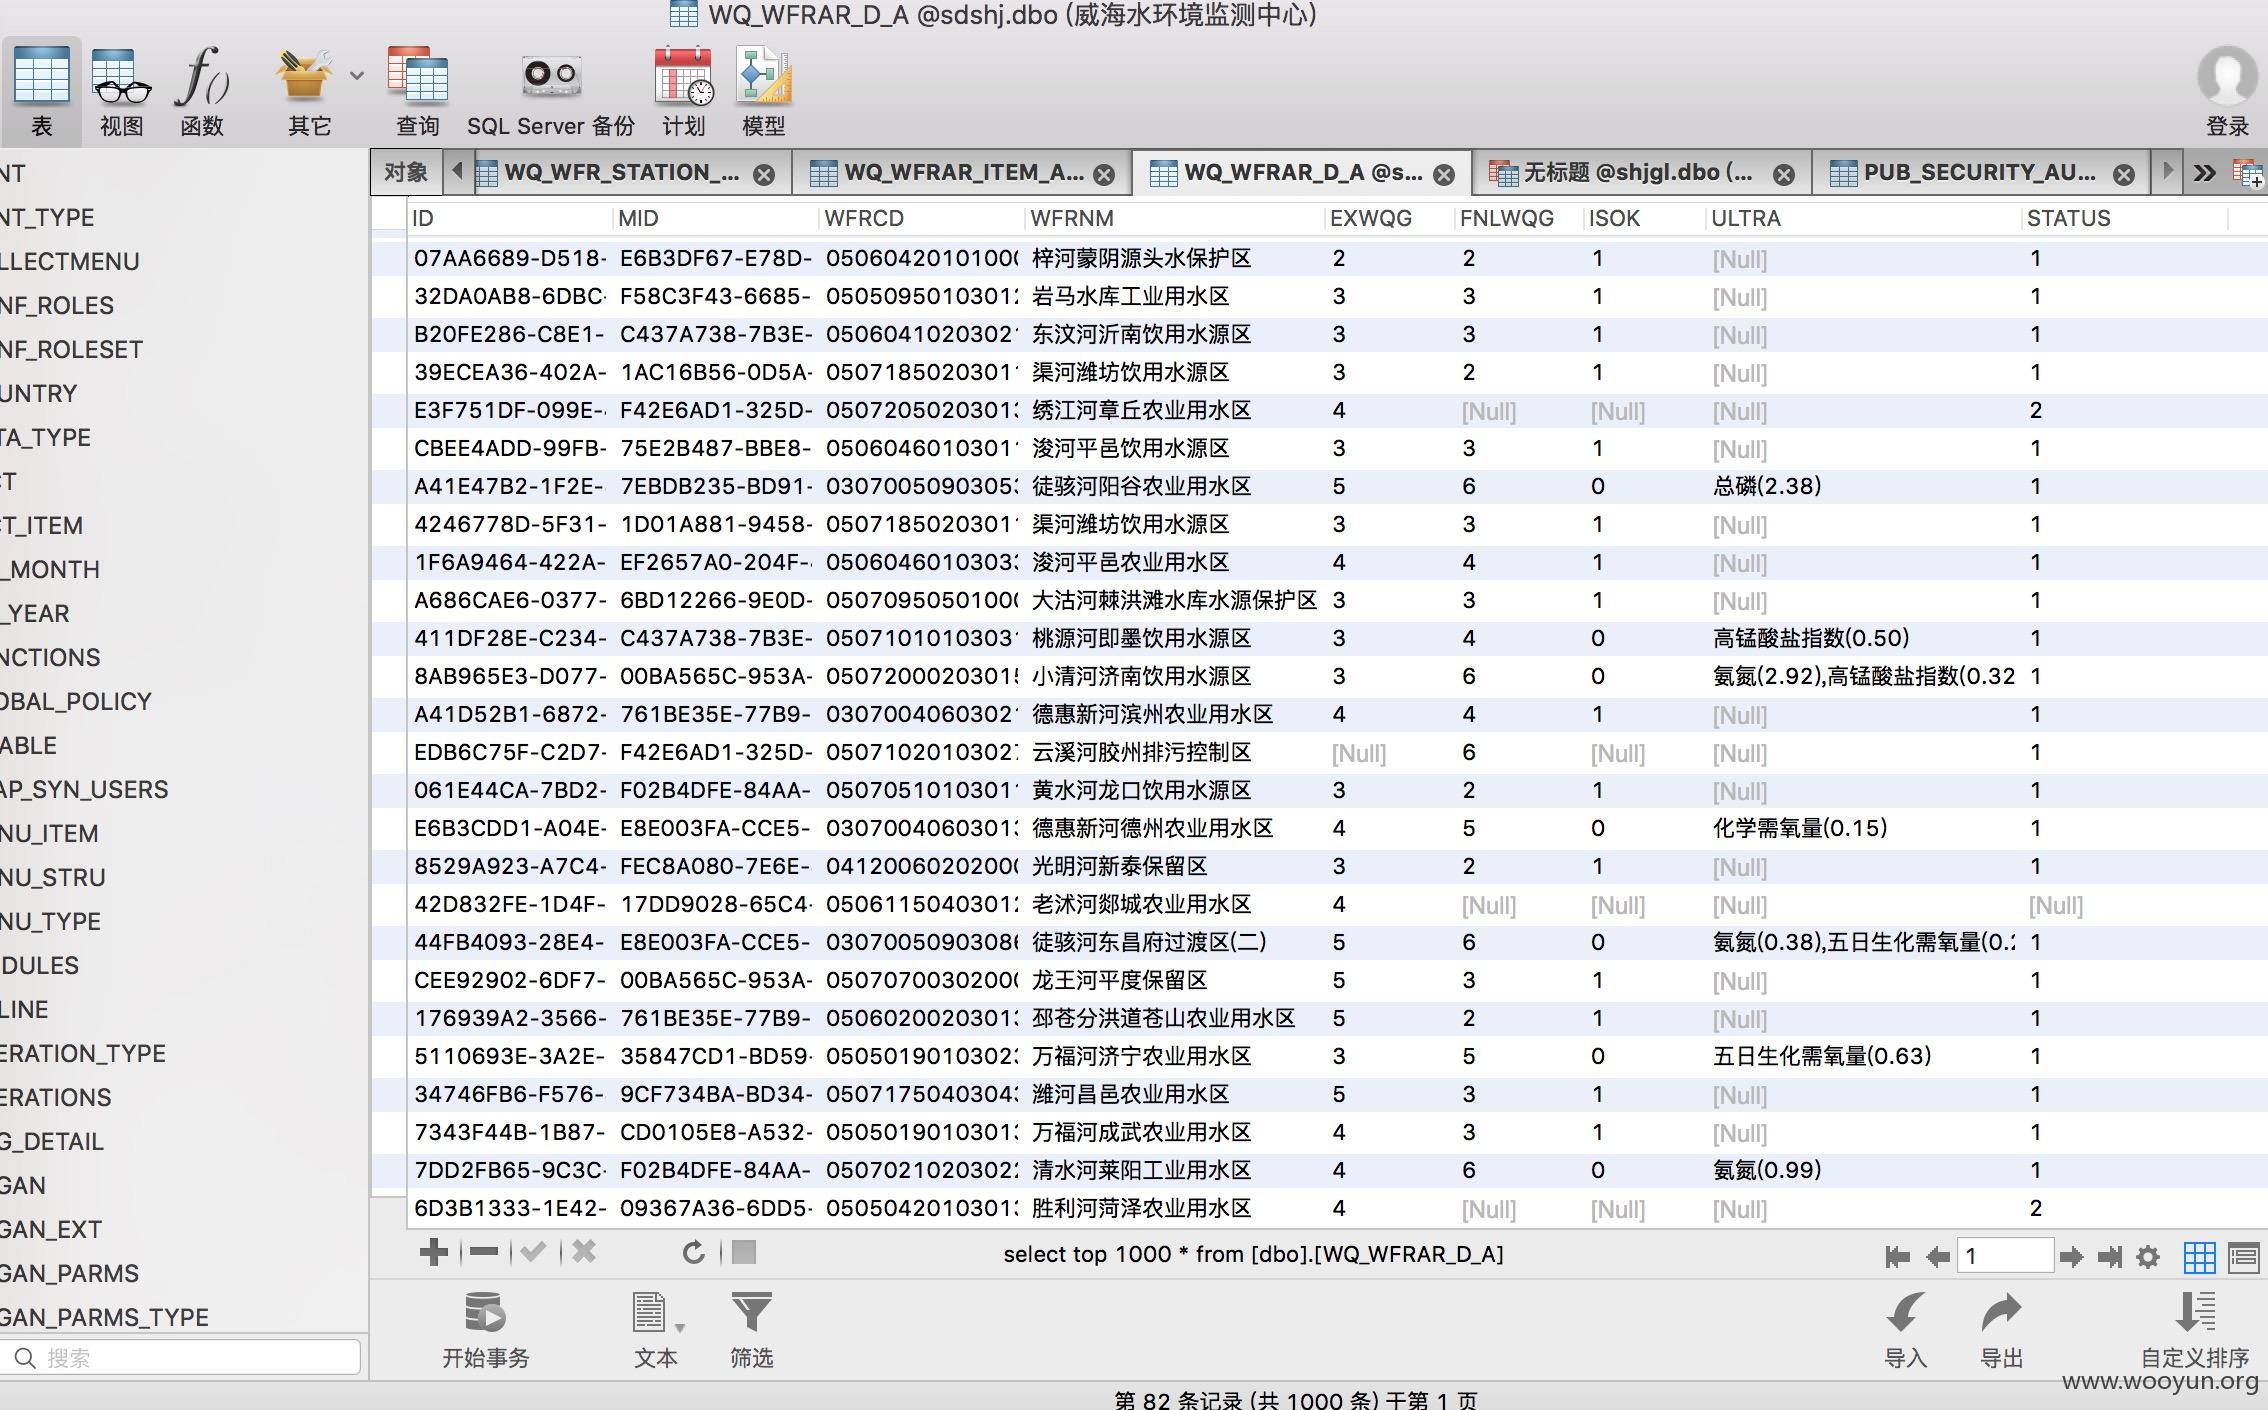 WQ_WFRAR_D_A @sdshj.dbo (威海水环境监测中心)
表 视图 函数 其它 查询 SQL Server 备份 计划 模型 登录
对象 WQ_WFR_STATION_... WQ_WFRAR_ITEM_A... WQ_WFRAR_D_A @s... 无标题 @shjgl.dbo (... PUB_SECURITY_AU...
NT
NT_TYPE
LLECTMENU
NF_ROLES
NF_ROLESET
UNTRY
TA_TYPE
CT
CT_ITEM
_MONTH
_YEAR
NCTIONS
OBAL_POLICY
ABLE
AP_SYN_USERS
NU_ITEM
NU_STRU
NU_TYPE
DULES
LINE
ERATION_TYPE
ERATIONS
G_DETAIL
GAN
GAN_EXT
GAN_PARMS
GAN_PARMS_TYPE
搜索
ID MID WFRCD WFRNM EXWQG FNLWQG ISOK ULTRA STATUS
07AA6689-D518- E6B3DF67-E78D- 0506042010100 梓河蒙阴源头水保护区 2 2 1 [Null] 1
32DA0AB8-6DBC- F58C3F43-6685- 0505095010301 岩马水库工业用水区 3 3 1 [Null] 1
B20FE286-C8E1- C437A738-7B3E- 0506041020302 东汶河沂南饮用水源区 3 3 1 [Null] 1
39ECEA36-402A- 1AC16B56-0D5A- 0507185020301 渠河潍坊饮用水源区 3 2 1 [Null] 1
E3F751DF-099E- F42E6AD1-325D- 0507205020301 绣江河章丘农业用水区 4 [Null] [Null] [Null] 2
CBEE4ADD-99FB- 75E2B487-BBE8- 0506046010301 浚河平邑饮用水源区 3 3 1 [Null] 1
A41E47B2-1F2E- 7EBDB235-BD91- 0307005090305 徒骇河阳谷农业用水区 5 6 0 总磷(2.38) 1
4246778D-5F31- 1D01A881-9458- 0507185020301 渠河潍坊饮用水源区 3 3 1 [Null] 1
1F6A9464-422A- EF2657A0-204F- 0506046010303 浚河平邑农业用水区 4 4 1 [Null] 1
A686CAE6-0377- 6BD12266-9E0D- 0507095050100 大沽河棘洪滩水库水源保护区 3 3 1 [Null] 1
411DF28E-C234- C437A738-7B3E- 0507101010303 桃源河即墨饮用水源区 3 4 0 高锰酸盐指数(0.50) 1
8AB965E3-D077- 00BA565C-953A- 0507200020301 小清河济南饮用水源区 3 6 0 氨氮(2.92),高锰酸盐指数(0.32 1
A41D52B1-6872- 761BE35E-77B9- 0307004060302 德惠新河滨州农业用水区 4 4 1 [Null] 1
EDB6C75F-C2D7- F42E6AD1-325D- 0507102010302 云溪河胶州排污控制区 [Null] 6 [Null] [Null] 1
061E44CA-7BD2- F02B4DFE-84AA- 0507051010301 黄水河龙口饮用水源区 3 2 1 [Null] 1
E6B3CDD1-A04E- E8E003FA-CCE5- 0307004060301 德惠新河德州农业用水区 4 5 0 化学需氧量(0.15) 1
8529A923-A7C4- FEC8A080-7E6E- 0412006020200 光明河新泰保留区 3 2 1 [Null] 1
42D832FE-1D4F- 17DD9028-65C4- 0506115040301 老沭河郯城农业用水区 4 [Null] [Null] [Null] [Null]
44FB4093-28E4- E8E003FA-CCE5- 0307005090308 徒骇河东昌府过渡区(二) 5 6 0 氨氮(0.38),五日生化需氧量(0. 1
CEE92902-6DF7- 00BA565C-953A- 0507070030200 龙王河平度保留区 5 3 1 [Null] 1
176939A2-3566- 761BE35E-77B9- 0506020020301 邳苍分洪道苍山农业用水区 5 2 1 [Null] 1
5110693E-3A2E- 35847CD1-BD59- 0505019010302 万福河济宁农业用水区 3 5 0 五日生化需氧量(0.63) 1
34746FB6-F576- 9CF734BA-BD34- 0507175040304 潍河昌邑农业用水区 5 3 1 [Null] 1
7343F44B-1B87- CD0105E8-A532- 0505019010301 万福河成武农业用水区 4 3 1 [Null] 1
7DD2FB65-9C3C- F02B4DFE-84AA- 0507021020302 清水河莱阳工业用水区 4 6 0 氨氮(0.99) 1
6D3B1333-1E42- 09367A36-6DD5- 0505042010301 胜利河菏泽农业用水区 4 [Null] [Null] [Null] 2
select top 1000 * from [dbo].[WQ_WFRAR_D_A] 1
开始事务 文本 筛选 导入 导出 自定义排序
www.wooyun.org
第 82 条记录 (共 1000 条) 于第 1 页